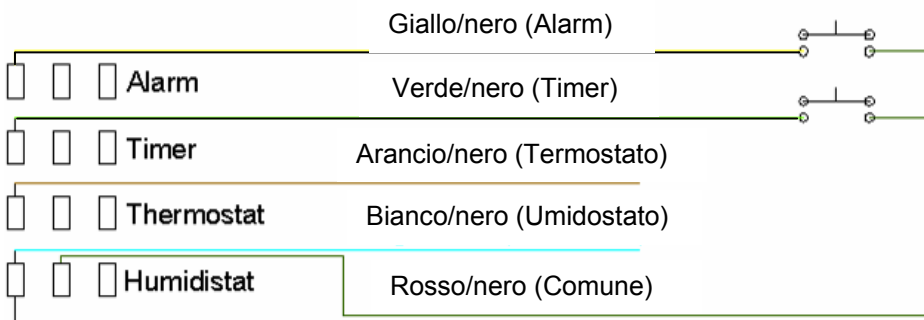 Giallo/nero (Alarm)
Alarm
Verde/nero (Timer)
Timer
Arancio/nero (Termostato)
Thermostat
Bianco/nero (Umidostato)
Humidistat
Rosso/nero (Comune)